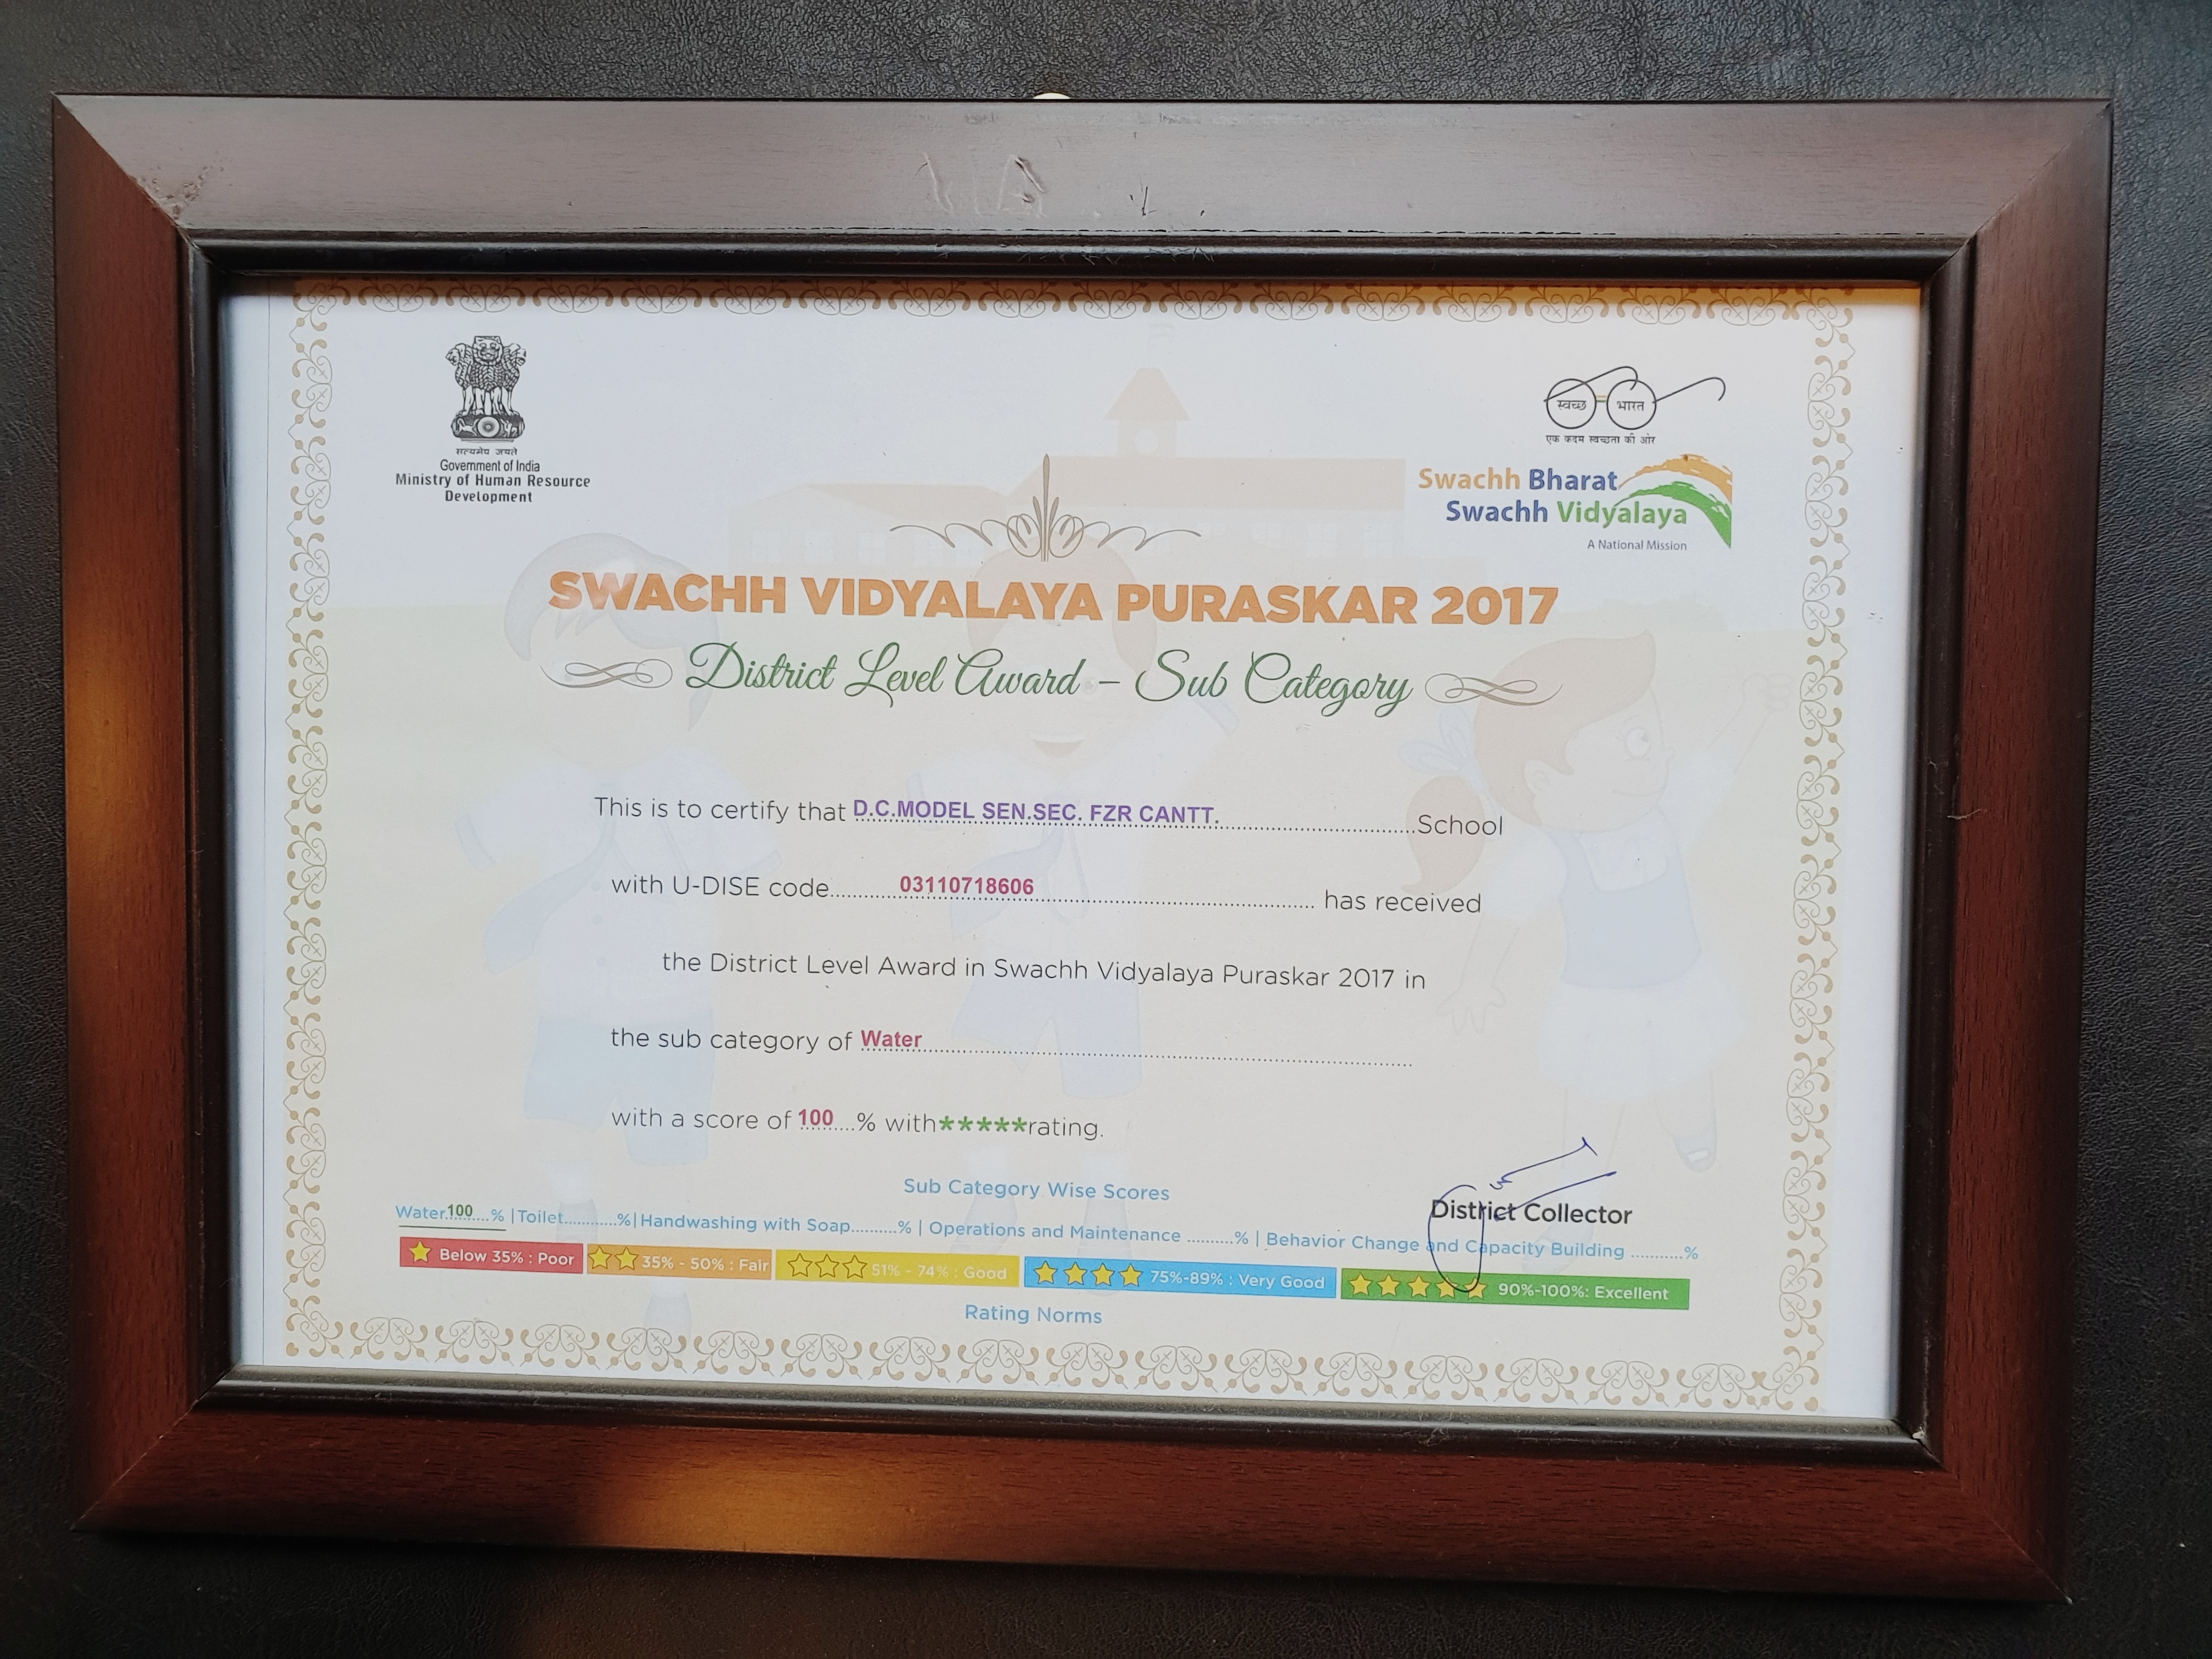 सत्यमेव जयते
Government of India
Ministry of Human Resource
Development
स्वच्छ भारत
एक कदम स्वच्छता की ओर
Swachh Bharat
Swachh Vidyalaya
A National Mission
SWACHH VIDYALAYA PURASKAR 2017
District Level Award – Sub Category
This is to certify that D.C.MODEL SEN.SEC. FZR CANTT. School
with U-DISE code 03110718606 has received
the District Level Award in Swachh Vidyalaya Puraskar 2017 in
the sub category of Water
with a score of 100 % with ***** rating.
District Collector
Sub Category Wise Scores
Water 100 % | Toilet............% | Handwashing with Soap..........% | Operations and Maintenance ..........% | Behavior Change and Capacity Building ...........%
Below 35% : Poor 35% - 50% : Fair 51% - 74% : Good 75%-89% : Very Good 90%-100%: Excellent
Rating Norms